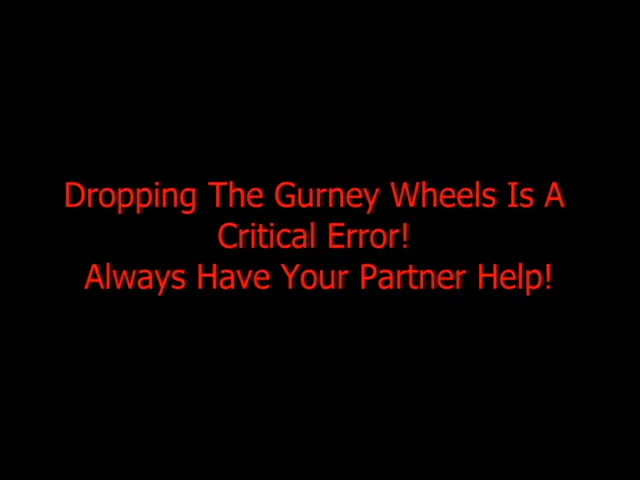 Dropping The Gurney Wheels Is A
Critical Error!
Always Have Your Partner Help!